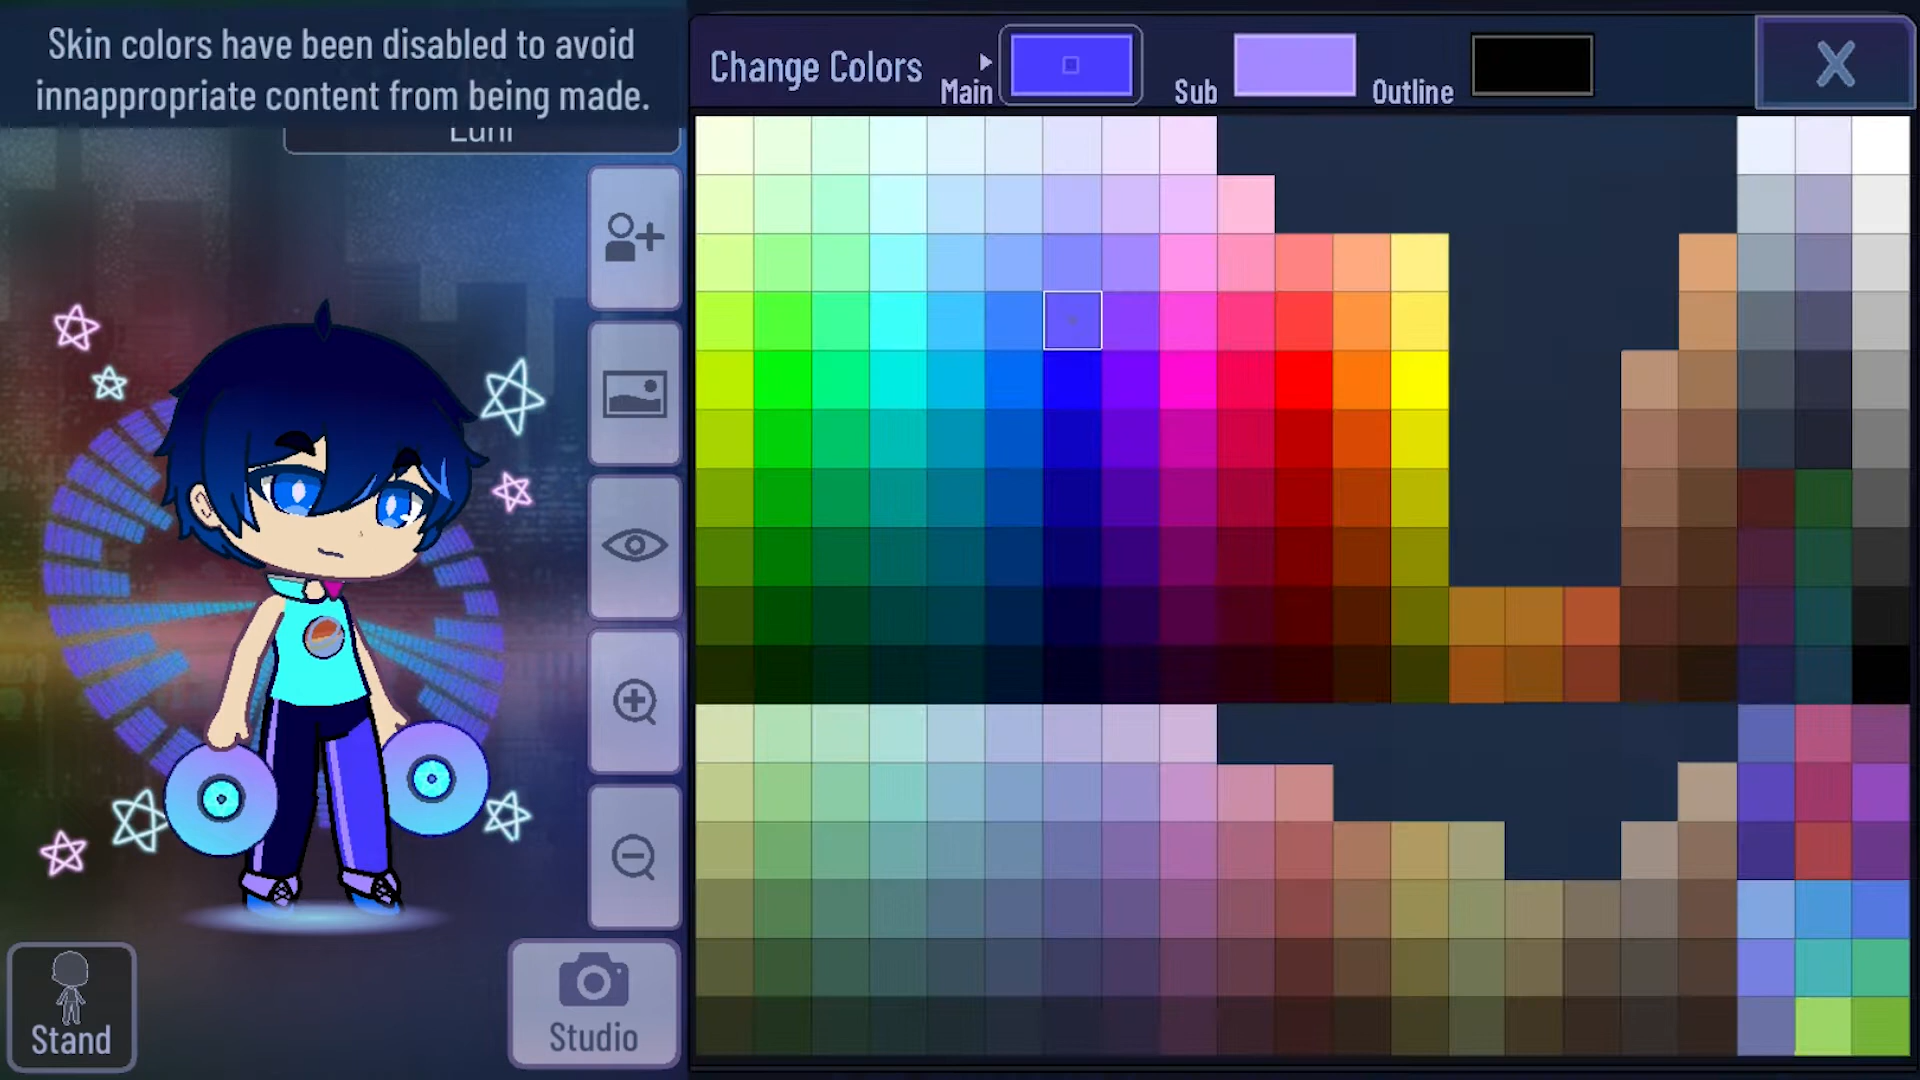 Skin colors have been disabled to avoid
innappropriate content from being made.
Luni
Change Colors
Main
Sub
Outline
X
Stand
Studio